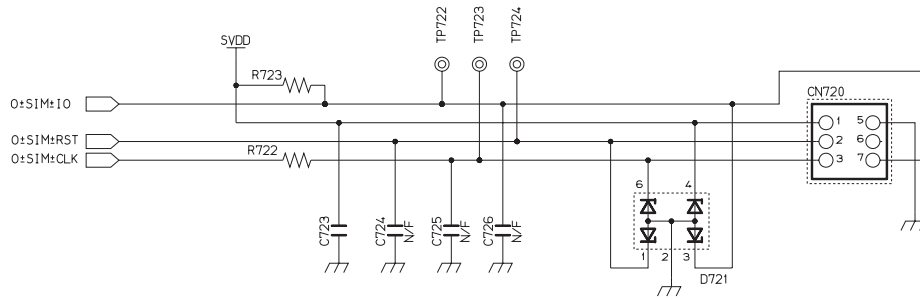 TP722
TP723
TP724
SVDD
R723
O±SIM±IO
CN720
1 5
O±SIM±RST
2 6
O±SIM±CLK
R722
3 7
6 4
C723
C724
N/F
C725
N/F
C726
N/F
1 2 3
D721